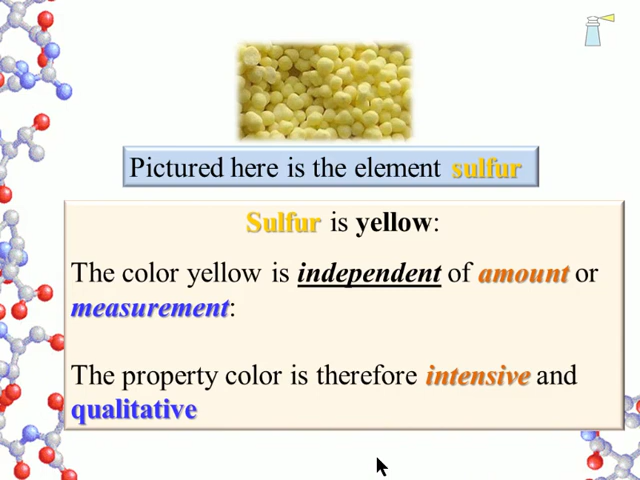 Pictured here is the element sulfur
Sulfur is yellow:
The color yellow is independent of amount or
measurement:
The property color is therefore intensive and
qualitative